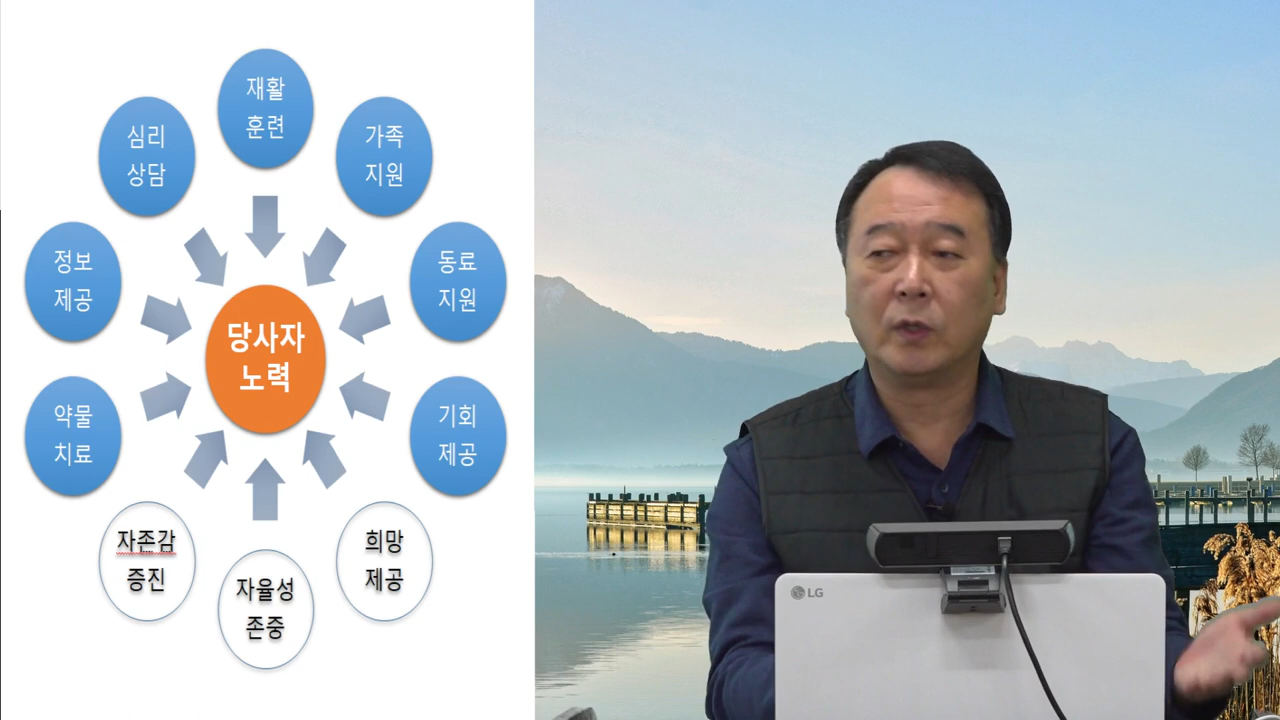 재활
훈련
심리
상담
가족
지원
정보
제공
동료
지원
당사자
노력
약물
치료
기회
제공
자존감
증진
자율성
존중
희망
제공
LG